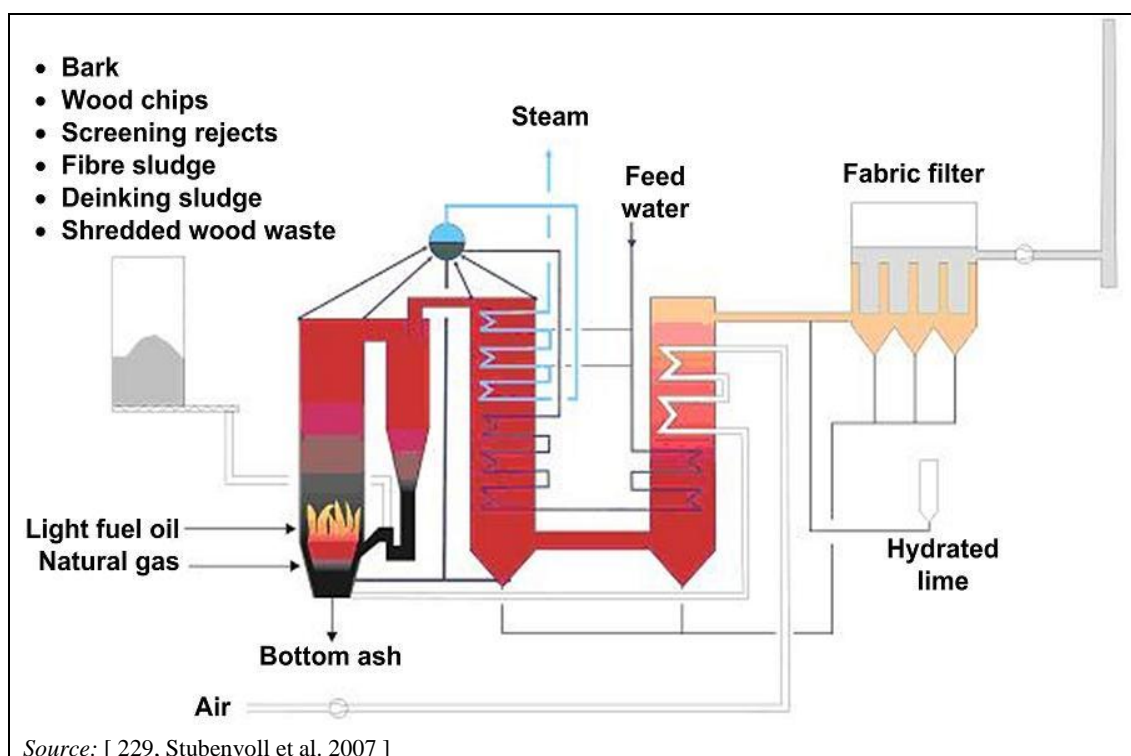 • Bark
• Wood chips
• Screening rejects
• Fibre sludge
• Deinking sludge
• Shredded wood waste
Steam
Feed
water
Fabric filter
Light fuel oil
Natural gas
Hydrated
lime
Bottom ash
Air
Source: [ 229, Stubenvoll et al. 2007 ]